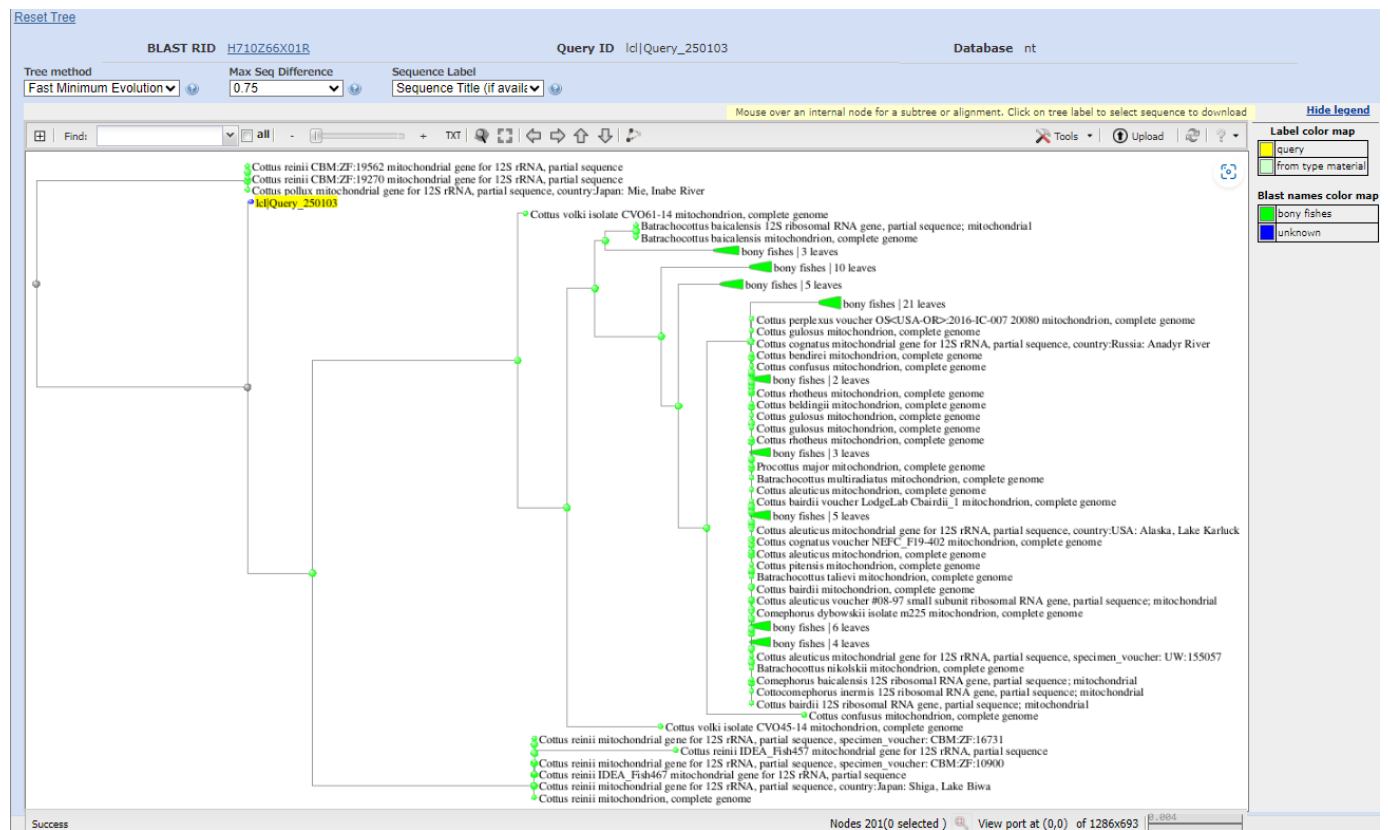 Reset Tree
BLAST RID H710Z66X01R Query ID lcl|Query_250103 Database nt
Tree method Max Seq Difference Sequence Label
Fast Minimum Evolution 0.75 Sequence Title (if availa
Mouse over an internal node for a subtree or alignment. Click on tree label to select sequence to download Hide legend
Find: all - + TXT Tools Upload ?
Label color map
query
from type material
Blast names color map
bony fishes
unknown
Cottus reinii CBM:ZF:19562 mitochondrial gene for 12S rRNA, partial sequence
Cottus reinii CBM:ZF:19270 mitochondrial gene for 12S rRNA, partial sequence
Cottus pollux mitochondrial gene for 12S rRNA, partial sequence, country:Japan: Mie, Inabe River
lcl|Query_250103
Cottus volki isolate CVO61-14 mitochondrion, complete genome
Batrachocottus baicalensis 12S ribosomal RNA gene, partial sequence; mitochondrial
Batrachocottus baicalensis mitochondrion, complete genome
bony fishes | 3 leaves
bony fishes | 10 leaves
bony fishes | 5 leaves
bony fishes | 21 leaves
Cottus perplexus voucher OS<USA-OR>:2016-IC-007 20080 mitochondrion, complete genome
Cottus gulosus mitochondrion, complete genome
Cottus cognatus mitochondrial gene for 12S rRNA, partial sequence, country:Russia: Anadyr River
Cottus bendirei mitochondrion, complete genome
Cottus confusus mitochondrion, complete genome
bony fishes | 2 leaves
Cottus rhotheus mitochondrion, complete genome
Cottus beldingii mitochondrion, complete genome
Cottus gulosus mitochondrion, complete genome
Cottus gulosus mitochondrion, complete genome
Cottus rhotheus mitochondrion, complete genome
bony fishes | 3 leaves
Procottus major mitochondrion, complete genome
Batrachocottus multiradiatus mitochondrion, complete genome
Cottus aleuticus mitochondrion, complete genome
Cottus bairdii voucher LodgeLab Cbairdii_1 mitochondrion, complete genome
bony fishes | 5 leaves
Cottus aleuticus mitochondrial gene for 12S rRNA, partial sequence, country:USA: Alaska, Lake Karluck
Cottus cognatus voucher NEFC_F19-402 mitochondrion, complete genome
Cottus aleuticus mitochondrion, complete genome
Cottus pitensis mitochondrion, complete genome
Batrachocottus talievi mitochondrion, complete genome
Cottus bairdii mitochondrion, complete genome
Cottus aleuticus voucher #08-97 small subunit ribosomal RNA gene, partial sequence; mitochondrial
Comephorus dybowskii isolate m225 mitochondrion, complete genome
bony fishes | 6 leaves
bony fishes | 4 leaves
Cottus aleuticus mitochondrial gene for 12S rRNA, partial sequence, specimen_voucher: UW:155057
Batrachocottus nikolskii mitochondrion, complete genome
Comephorus baicalensis 12S ribosomal RNA gene, partial sequence; mitochondrial
Cottocomephorus inermis 12S ribosomal RNA gene, partial sequence; mitochondrial
Cottus bairdii 12S ribosomal RNA gene, partial sequence; mitochondrial
Cottus confusus mitochondrion, complete genome
Cottus volki isolate CVO45-14 mitochondrion, complete genome
Cottus reinii mitochondrial gene for 12S rRNA, partial sequence, specimen_voucher: CBM:ZF:16731
Cottus reinii IDEA_Fish457 mitochondrial gene for 12S rRNA, partial sequence
Cottus reinii mitochondrial gene for 12S rRNA, partial sequence, specimen_voucher: CBM:ZF:10900
Cottus reinii IDEA_Fish467 mitochondrial gene for 12S rRNA, partial sequence
Cottus reinii mitochondrial gene for 12S rRNA, partial sequence, country:Japan: Shiga, Lake Biwa
Cottus reinii mitochondrion, complete genome
Success Nodes 201(0 selected ) View port at (0,0) of 1286x693 0.004